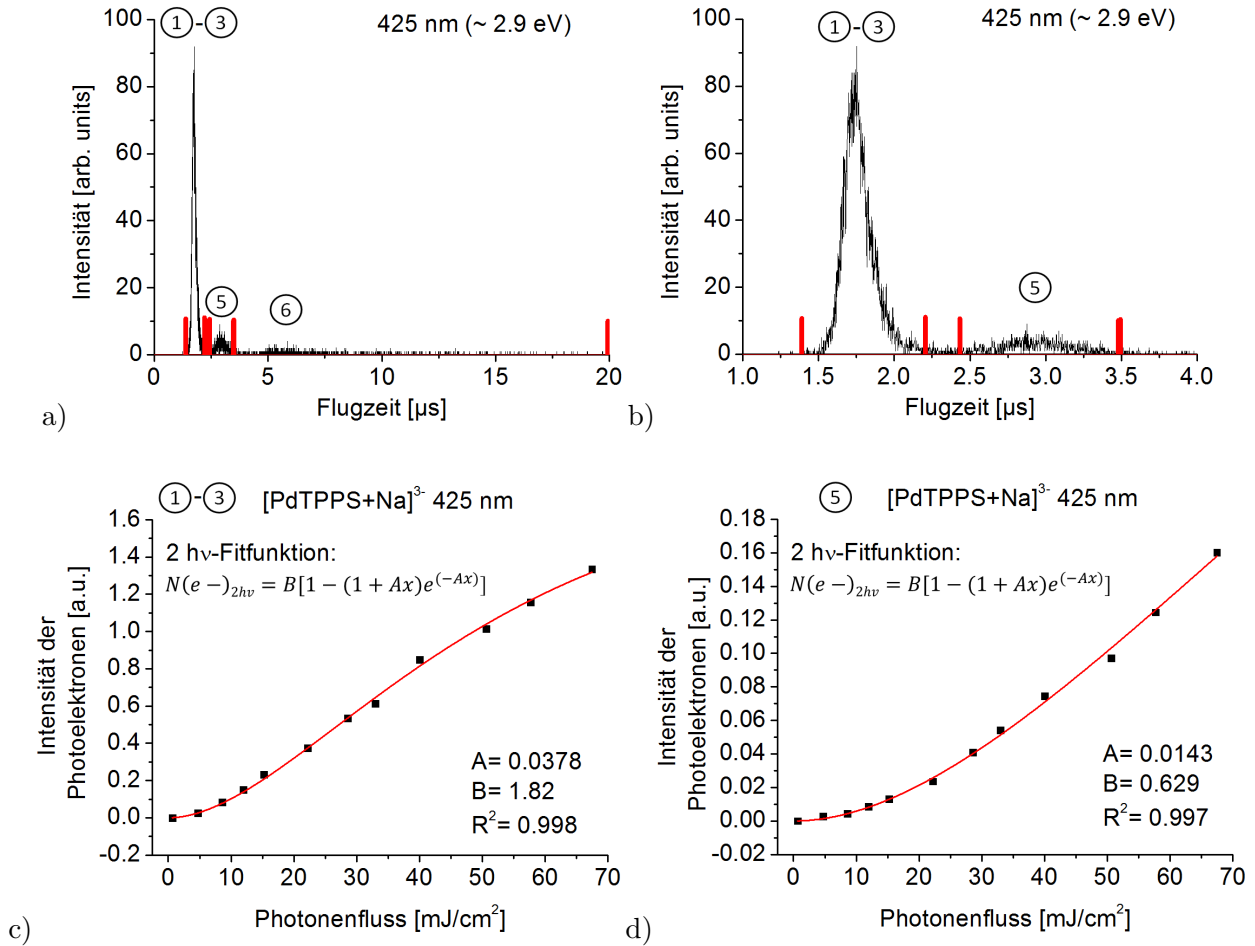 ① - ③ 425 nm (~ 2.9 eV)
Intensität [arb. units]
100
80
60
40
20
0
⑤ ⑥
0 5 10 15 20
Flugzeit [µs]
a)
① - ③ 425 nm (~ 2.9 eV)
Intensität [arb. units]
100
80
60
40
20
0
⑤
1.0 1.5 2.0 2.5 3.0 3.5 4.0
Flugzeit [µs]
b)
① - ③ [PdTPPS+Na]³⁻ 425 nm
2 hν-Fitfunktion:
N(e −)₂ₕᵥ = B[1 − (1 + Ax)e^(−Ax)]
Intensität der
Photoelektronen [a.u.]
1.6
1.4
1.2
1.0
0.8
0.6
0.4
0.2
0.0
-0.2
A= 0.0378
B= 1.82
R²= 0.998
0 10 20 30 40 50 60 70
Photonenfluss [mJ/cm²]
c)
⑤ [PdTPPS+Na]³⁻ 425 nm
2 hν-Fitfunktion:
N(e −)₂ₕᵥ = B[1 − (1 + Ax)e^(−Ax)]
Intensität der
Photoelektronen [a.u.]
0.18
0.16
0.14
0.12
0.10
0.08
0.06
0.04
0.02
0.00
-0.02
A= 0.0143
B= 0.629
R²= 0.997
0 10 20 30 40 50 60 70
Photonenfluss [mJ/cm²]
d)